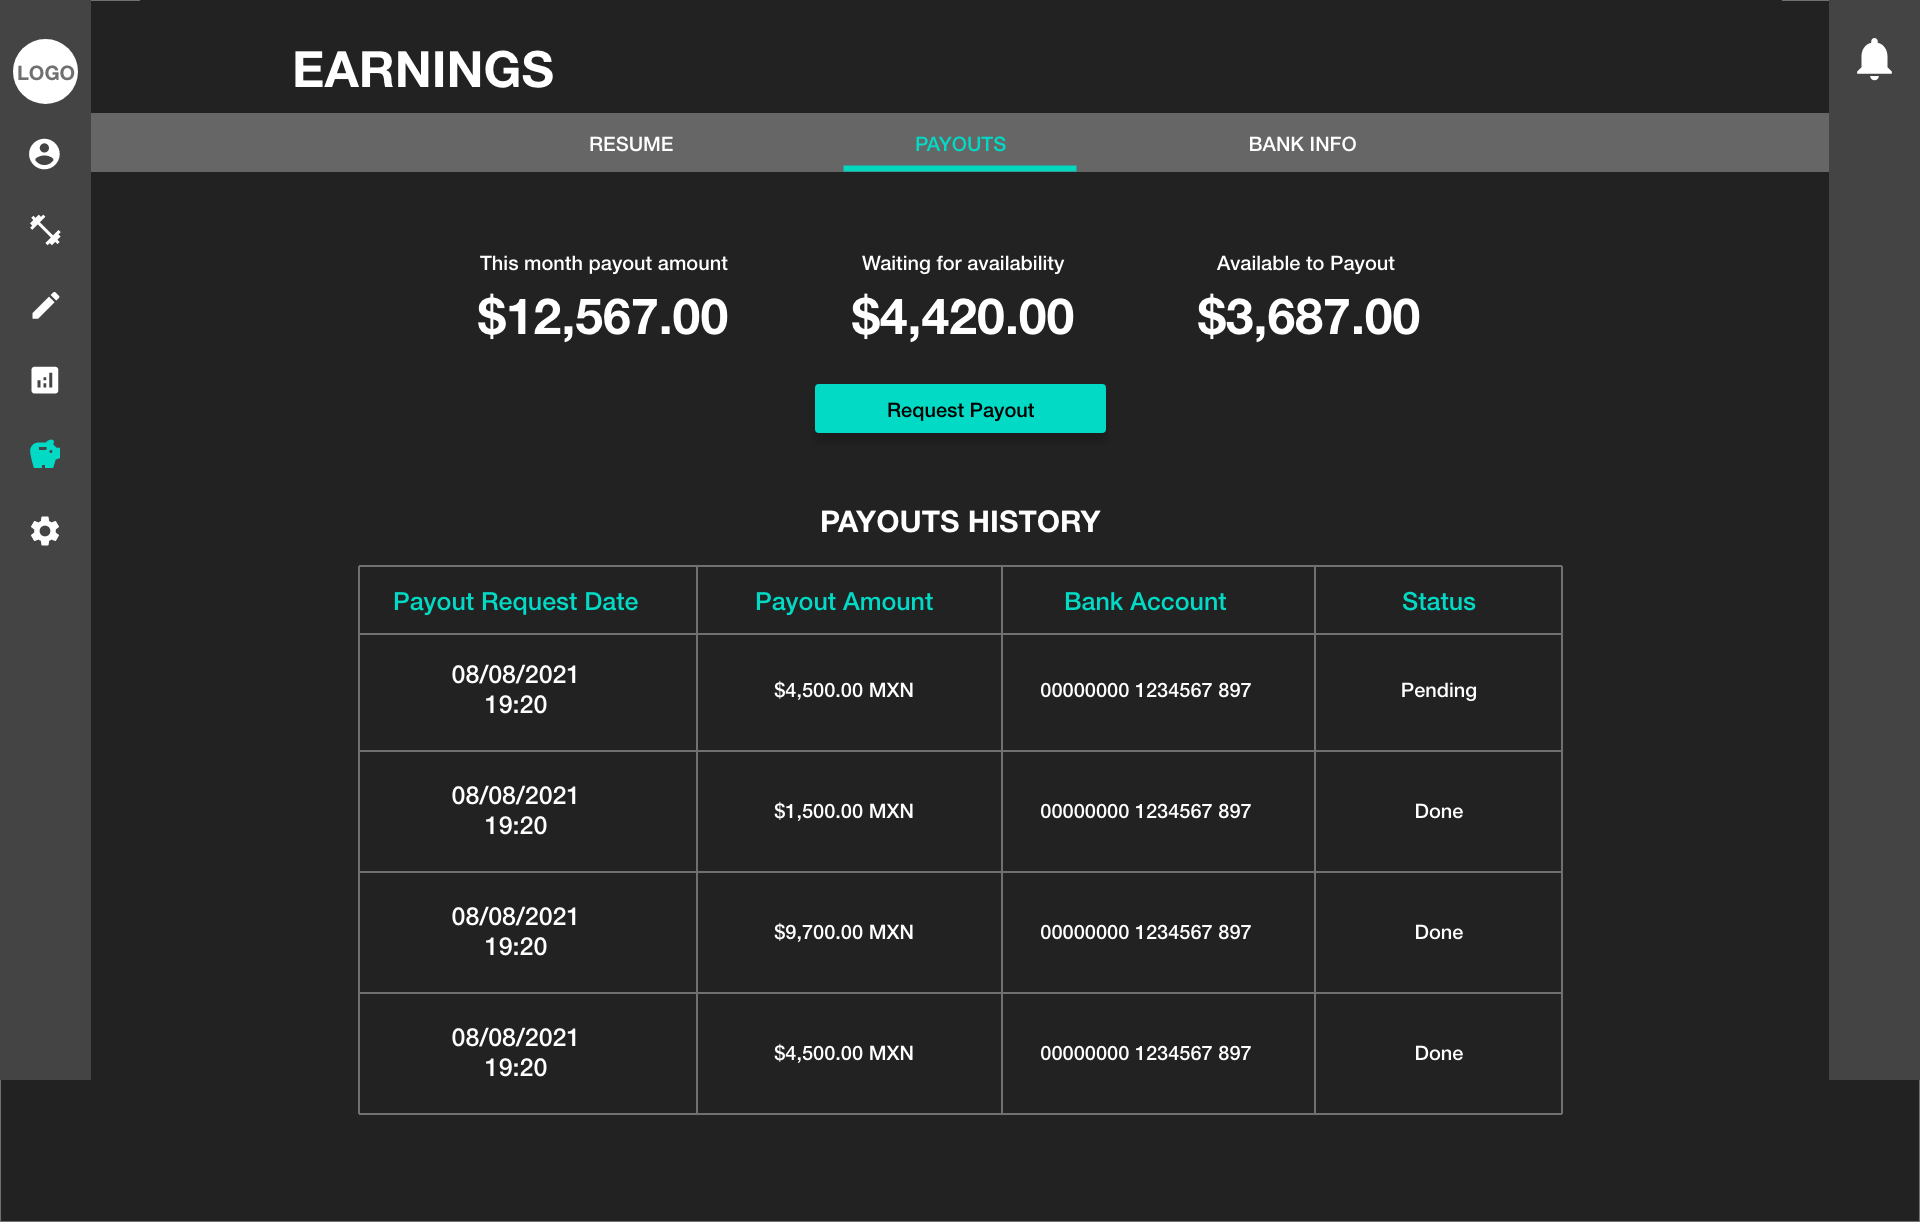 LOGO
EARNINGS
RESUME
PAYOUTS
BANK INFO
This month payout amount
$12,567.00
Waiting for availability
$4,420.00
Available to Payout
$3,687.00
Request Payout
PAYOUTS HISTORY
Payout Request Date
Payout Amount
Bank Account
Status
08/08/2021
19:20
$4,500.00 MXN
00000000 1234567 897
Pending
08/08/2021
19:20
$1,500.00 MXN
00000000 1234567 897
Done
08/08/2021
19:20
$9,700.00 MXN
00000000 1234567 897
Done
08/08/2021
19:20
$4,500.00 MXN
00000000 1234567 897
Done